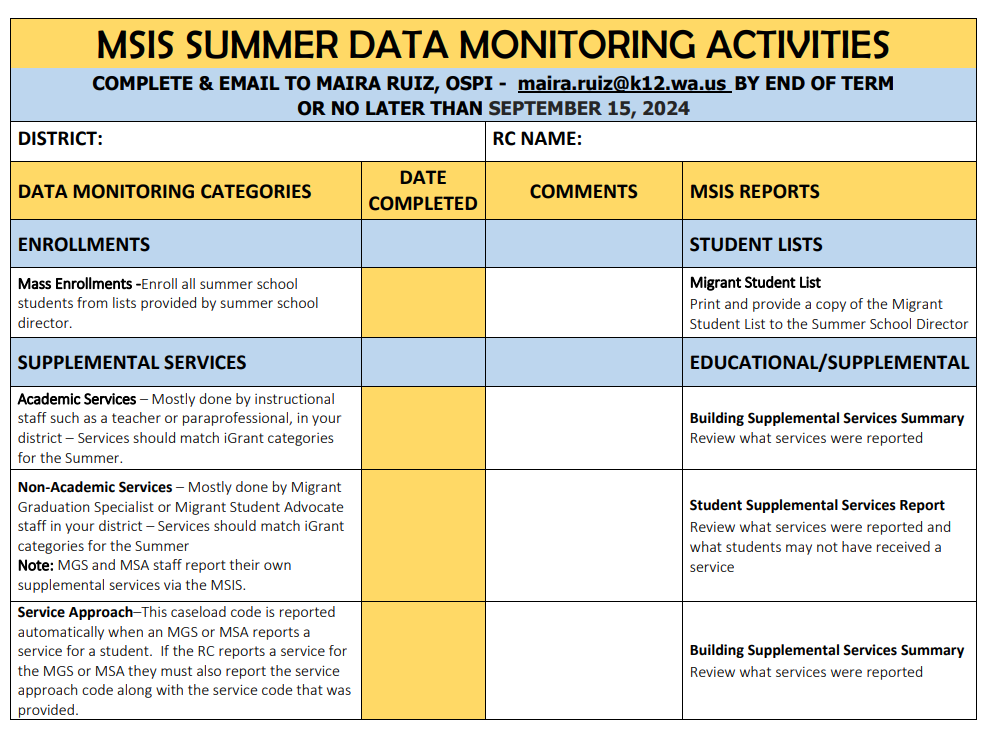 MSIS SUMMER DATA MONITORING ACTIVITIES
COMPLETE & EMAIL TO MAIRA RUIZ, OSPI - maira.ruiz@k12.wa.us BY END OF TERM
OR NO LATER THAN SEPTEMBER 15, 2024
DISTRICT:
RC NAME:
DATA MONITORING CATEGORIES
DATE
COMPLETED
COMMENTS
MSIS REPORTS
ENROLLMENTS
STUDENT LISTS
Mass Enrollments -Enroll all summer school
students from lists provided by summer school
director.
Migrant Student List
Print and provide a copy of the Migrant
Student List to the Summer School Director
SUPPLEMENTAL SERVICES
EDUCATIONAL/SUPPLEMENTAL
Academic Services – Mostly done by instructional
staff such as a teacher or paraprofessional, in your
district – Services should match iGrant categories
for the Summer.
Building Supplemental Services Summary
Review what services were reported
Non-Academic Services – Mostly done by Migrant
Graduation Specialist or Migrant Student Advocate
staff in your district – Services should match iGrant
categories for the Summer
Note: MGS and MSA staff report their own
supplemental services via the MSIS.
Student Supplemental Services Report
Review what services were reported and
what students may not have received a
service
Service Approach–This caseload code is reported
automatically when an MGS or MSA reports a
service for a student.  If the RC reports a service for
the MGS or MSA they must also report the service
approach code along with the service code that was
provided.
Building Supplemental Services Summary
Review what services were reported